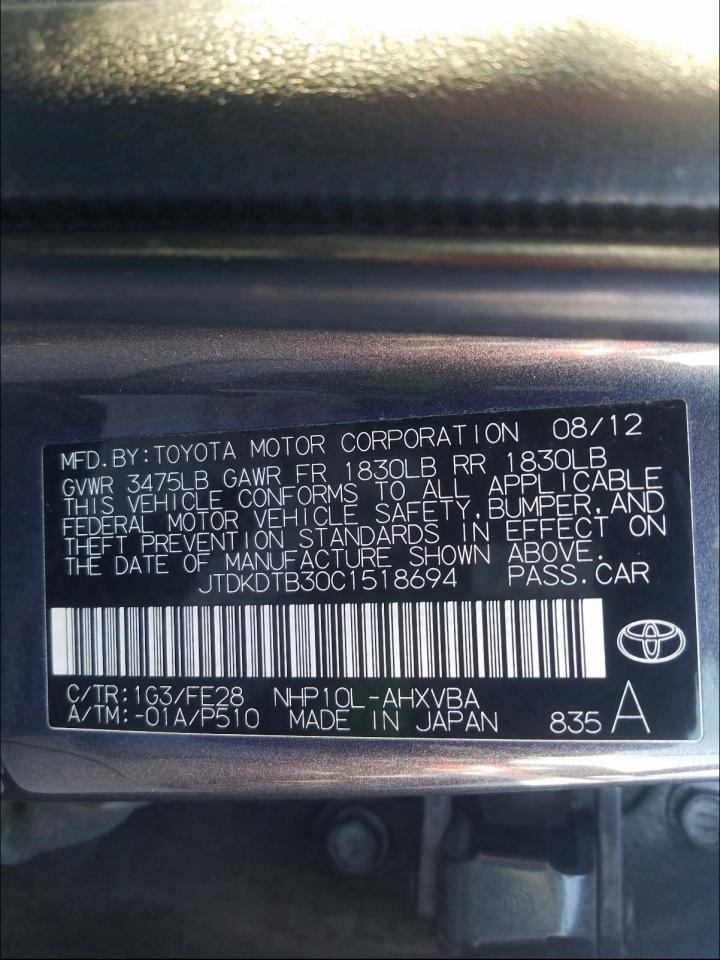 MFD.BY:TOYOTA MOTOR CORPORATION 08/12
GVWR 3475LB GAWR FR 1830LB RR 1830LB
THIS VEHICLE CONFORMS TO ALL APPLICABLE
FEDERAL MOTOR VEHICLE SAFETY,BUMPER,AND
THEFT PREVENTION STANDARDS IN EFFECT ON
THE DATE OF MANUFACTURE SHOWN ABOVE.
JTDKDTB30C1518694 PASS.CAR
C/TR:1G3/FE28 NHP10L-AHXVBA
A/TM:-01A/P510 MADE IN JAPAN 835 A